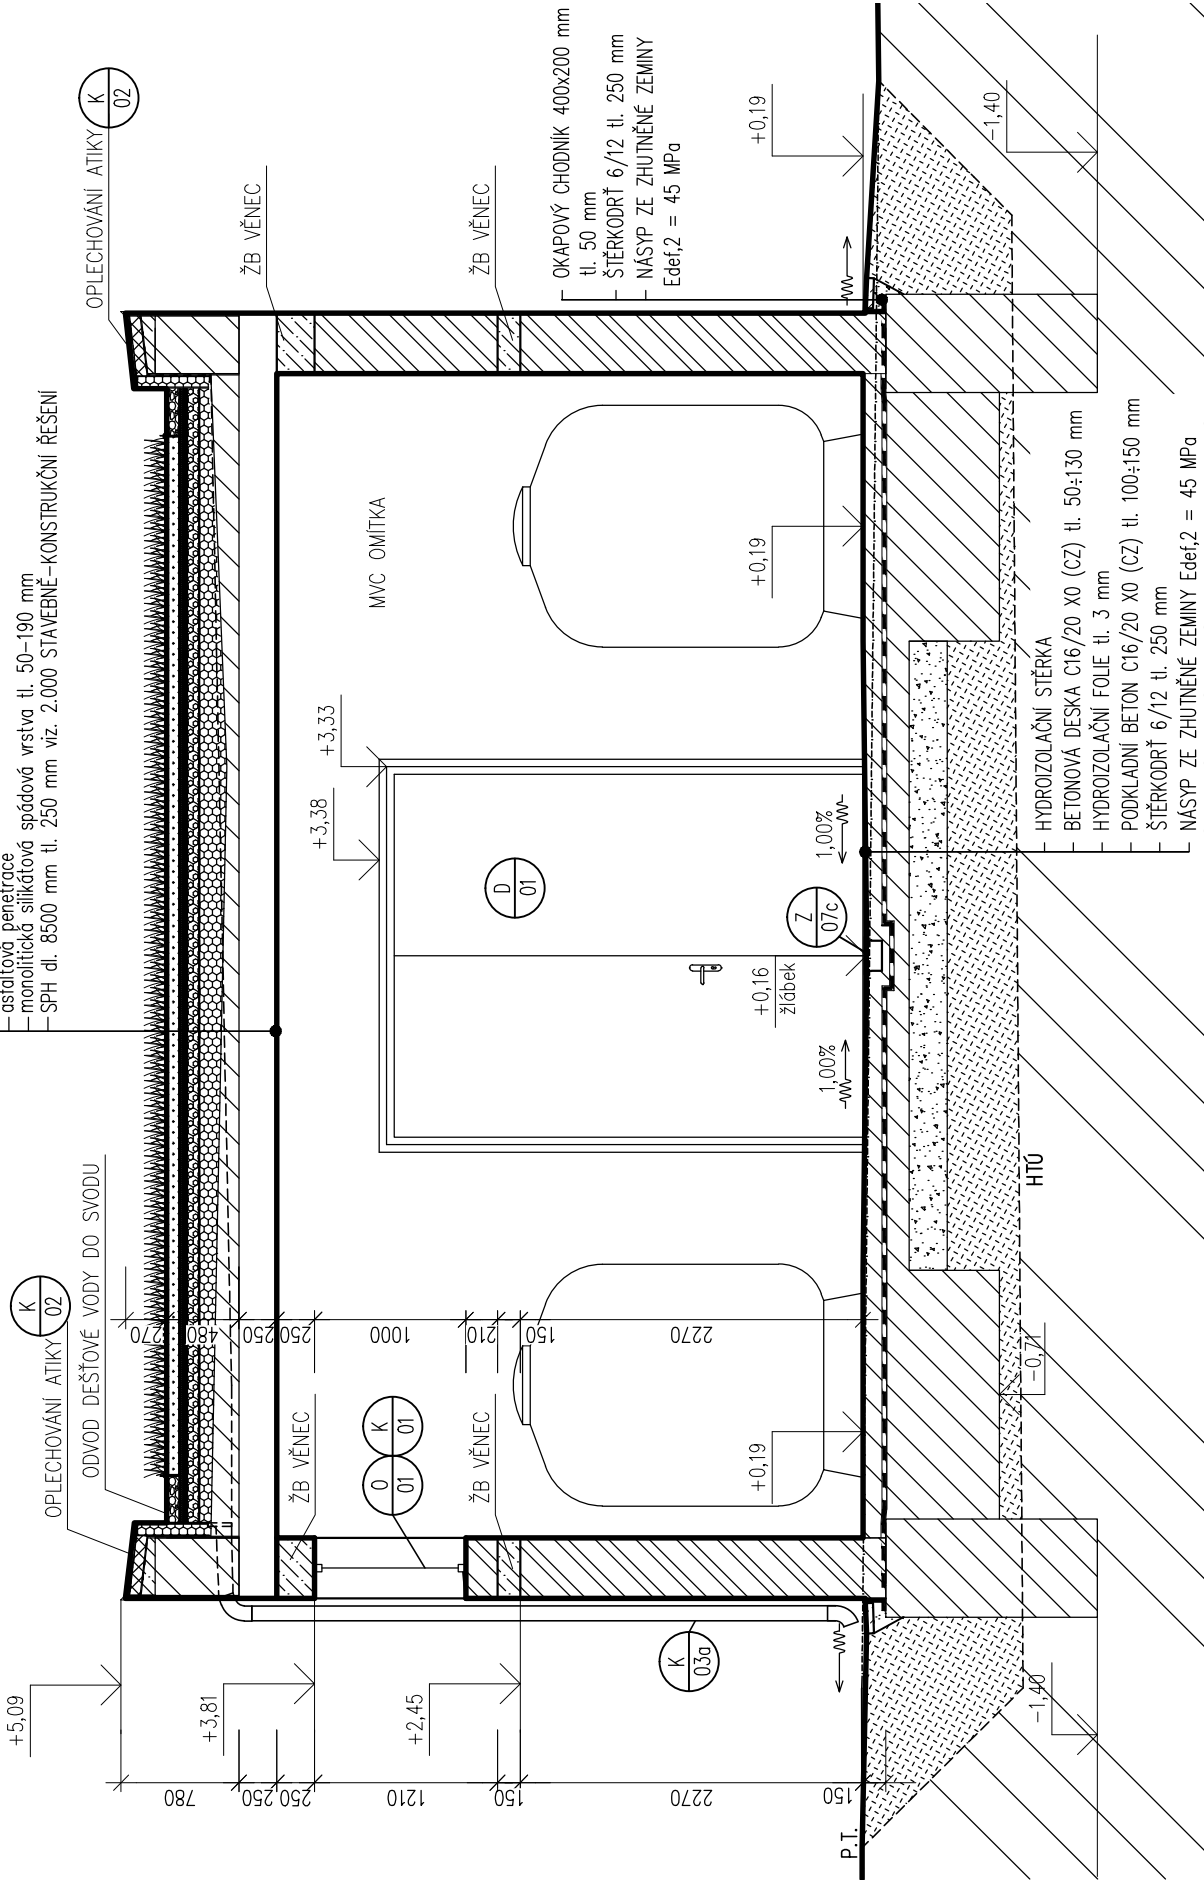 asfaltová penetrace
monolitická silikátová spádová vrstva tl. 50-190 mm
SPH dl. 8500 mm tl. 250 mm viz. 2.000 STAVEBNĚ-KONSTRUKČNÍ ŘEŠENÍ
OPLECHOVÁNÍ ATIKY
K
02
ODVOD DEŠŤOVÉ VODY DO SVODU
OPLECHOVÁNÍ ATIKY
K
02
+5,09
+3,81
+2,45
780
250
250
1210
150
2270
150
P.T.
270
480
250
250
1000
210
150
2270
ŽB VĚNEC
O
01
K
01
ŽB VĚNEC
K
03a
+0,19
-1,40
-0,71
+3,38
+3,33
D
01
MVC OMÍTKA
Z
07c
+0,16
žlábek
1,00%
1,00%
+0,19
ŽB VĚNEC
ŽB VĚNEC
OKAPOVÝ CHODNÍK 400x200 mm
tl. 50 mm
ŠTĚRKODRŤ 6/12 tl. 250 mm
NÁSYP ZE ZHUTNĚNÉ ZEMINY
Edef,2 = 45 MPa
+0,19
-1,40
HTÚ
HYDROIZOLAČNÍ STĚRKA
BETONOVÁ DESKA C16/20 X0 (CZ) tl. 50÷130 mm
HYDROIZOLAČNÍ FOLIE tl. 3 mm
PODKLADNÍ BETON C16/20 X0 (CZ) tl. 100÷150 mm
ŠTĚRKODRŤ 6/12 tl. 250 mm
NÁSYP ZE ZHUTNĚNÉ ZEMINY Edef,2 = 45 MPa